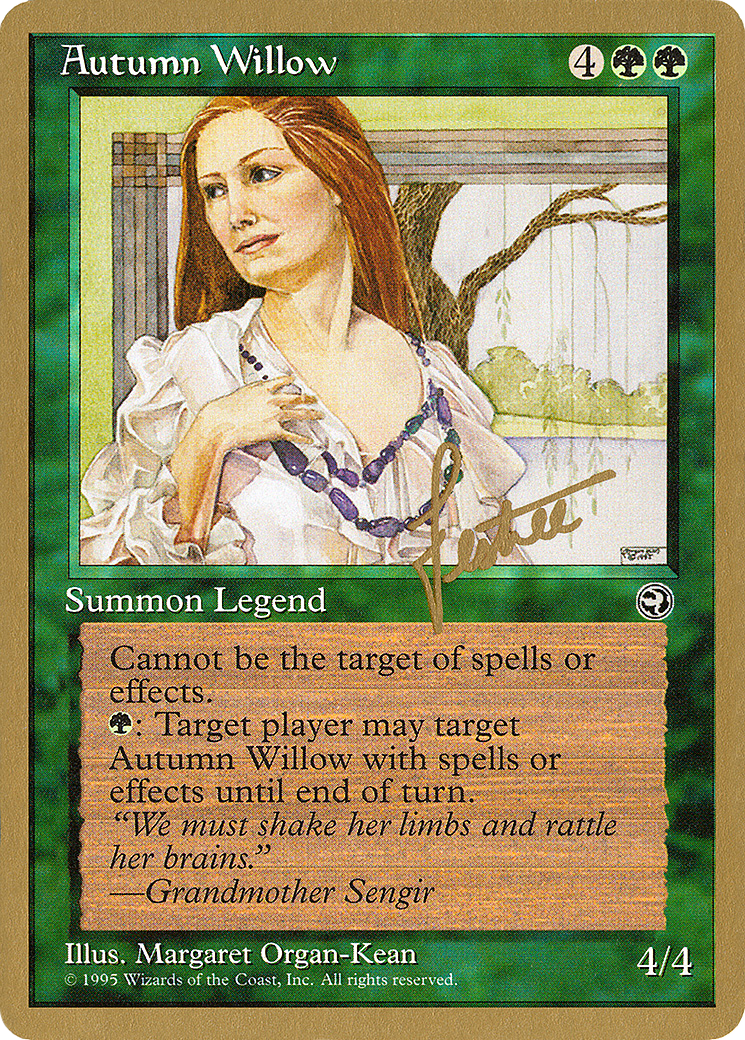 Autumn Willow 4
Summon Legend
Cannot be the target of spells or
effects.
: Target player may target
Autumn Willow with spells or
effects until end of turn.
“We must shake her limbs and rattle
her brains.”
—Grandmother Sengir
Illus. Margaret Organ-Kean
4/4
© 1995 Wizards of the Coast, Inc. All rights reserved.